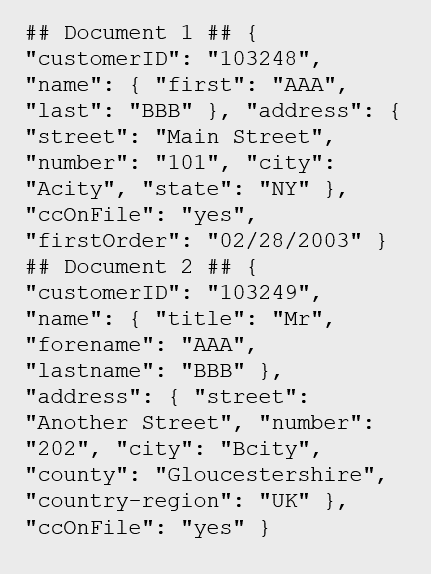 ## Document 1 ## {
"customerID": "103248",
"name": { "first": "AAA",
"last": "BBB" }, "address": {
"street": "Main Street",
"number": "101", "city":
"Acity", "state": "NY" },
"ccOnFile": "yes",
"firstOrder": "02/28/2003" }
## Document 2 ## {
"customerID": "103249",
"name": { "title": "Mr",
"forename": "AAA",
"lastname": "BBB" },
"address": { "street":
"Another Street", "number":
"202", "city": "Bcity",
"county": "Gloucestershire",
"country-region": "UK" },
"ccOnFile": "yes" }